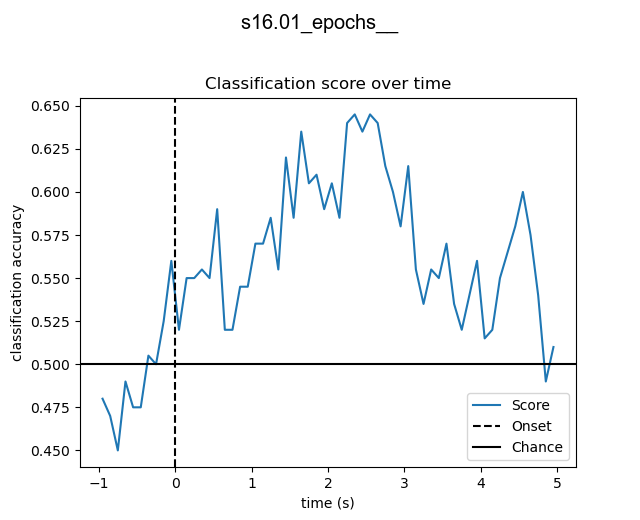 s16.01_epochs__
Classification score over time
classification accuracy
0.650
0.625
0.600
0.575
0.550
0.525
0.500
0.475
0.450
Score
Onset
Chance
−1
0
1
2
3
4
5
time (s)